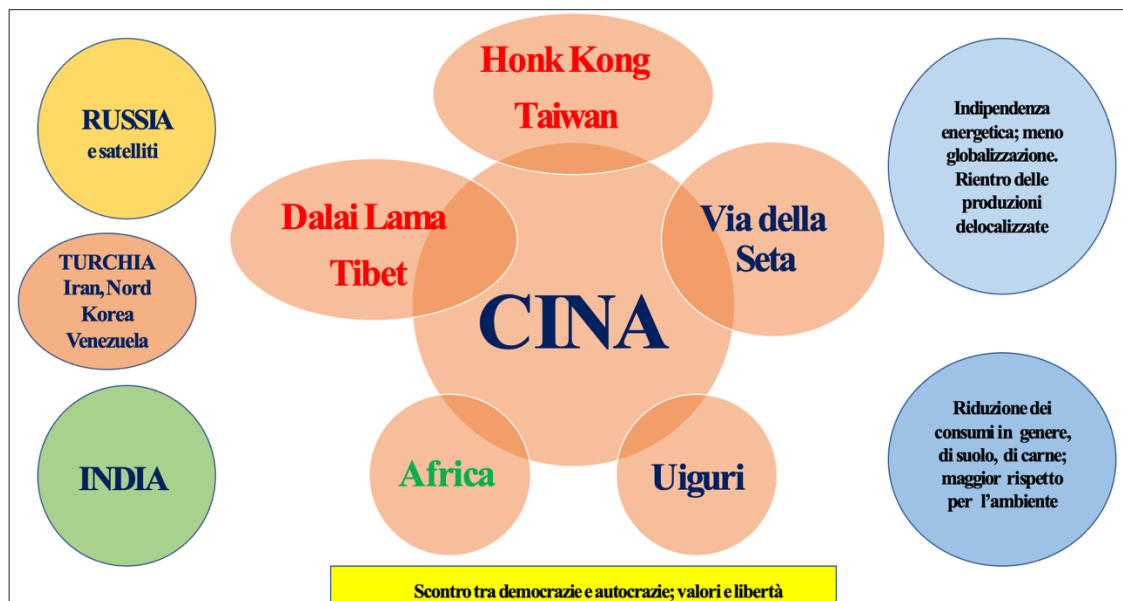 RUSSIA
e satelliti
TURCHIA
Iran, Nord
Korea
Venezuela
INDIA
Honk Kong
Taiwan
Dalai Lama
Tibet
Via della
Seta
CINA
Africa
Uiguri
Indipendenza
energetica; meno
globalizzazione.
Rientro delle
produzioni
delocalizzate
Riduzione dei
consumi in genere,
di suolo, di carne;
maggior rispetto
per l'ambiente
Scontro tra democrazie e autocrazie; valori e libertà